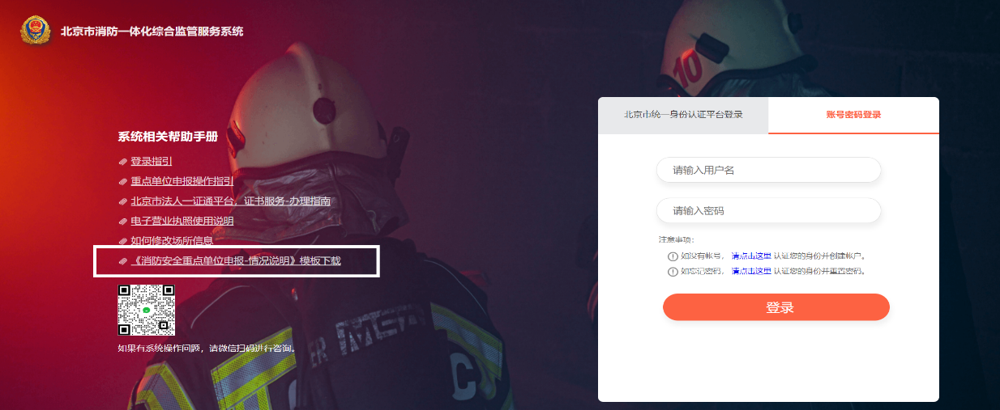 北京市消防一体化综合监管服务系统
系统相关帮助手册
登录指引
重点单位申报操作指引
北京市法人一证通平台，证书服务-办理指南
电子营业执照使用说明
如何修改场所信息
《消防安全重点单位申报-情况说明》模板下载
如果有系统操作问题，请微信扫码进行咨询。
北京市统一身份认证平台登录
账号密码登录
请输入用户名
请输入密码
注意事项：
如没有帐号， 请点击这里 认证您的身份并创建帐户。
如忘记密码， 请点击这里 认证您的身份并重置密码。
登录
10
C